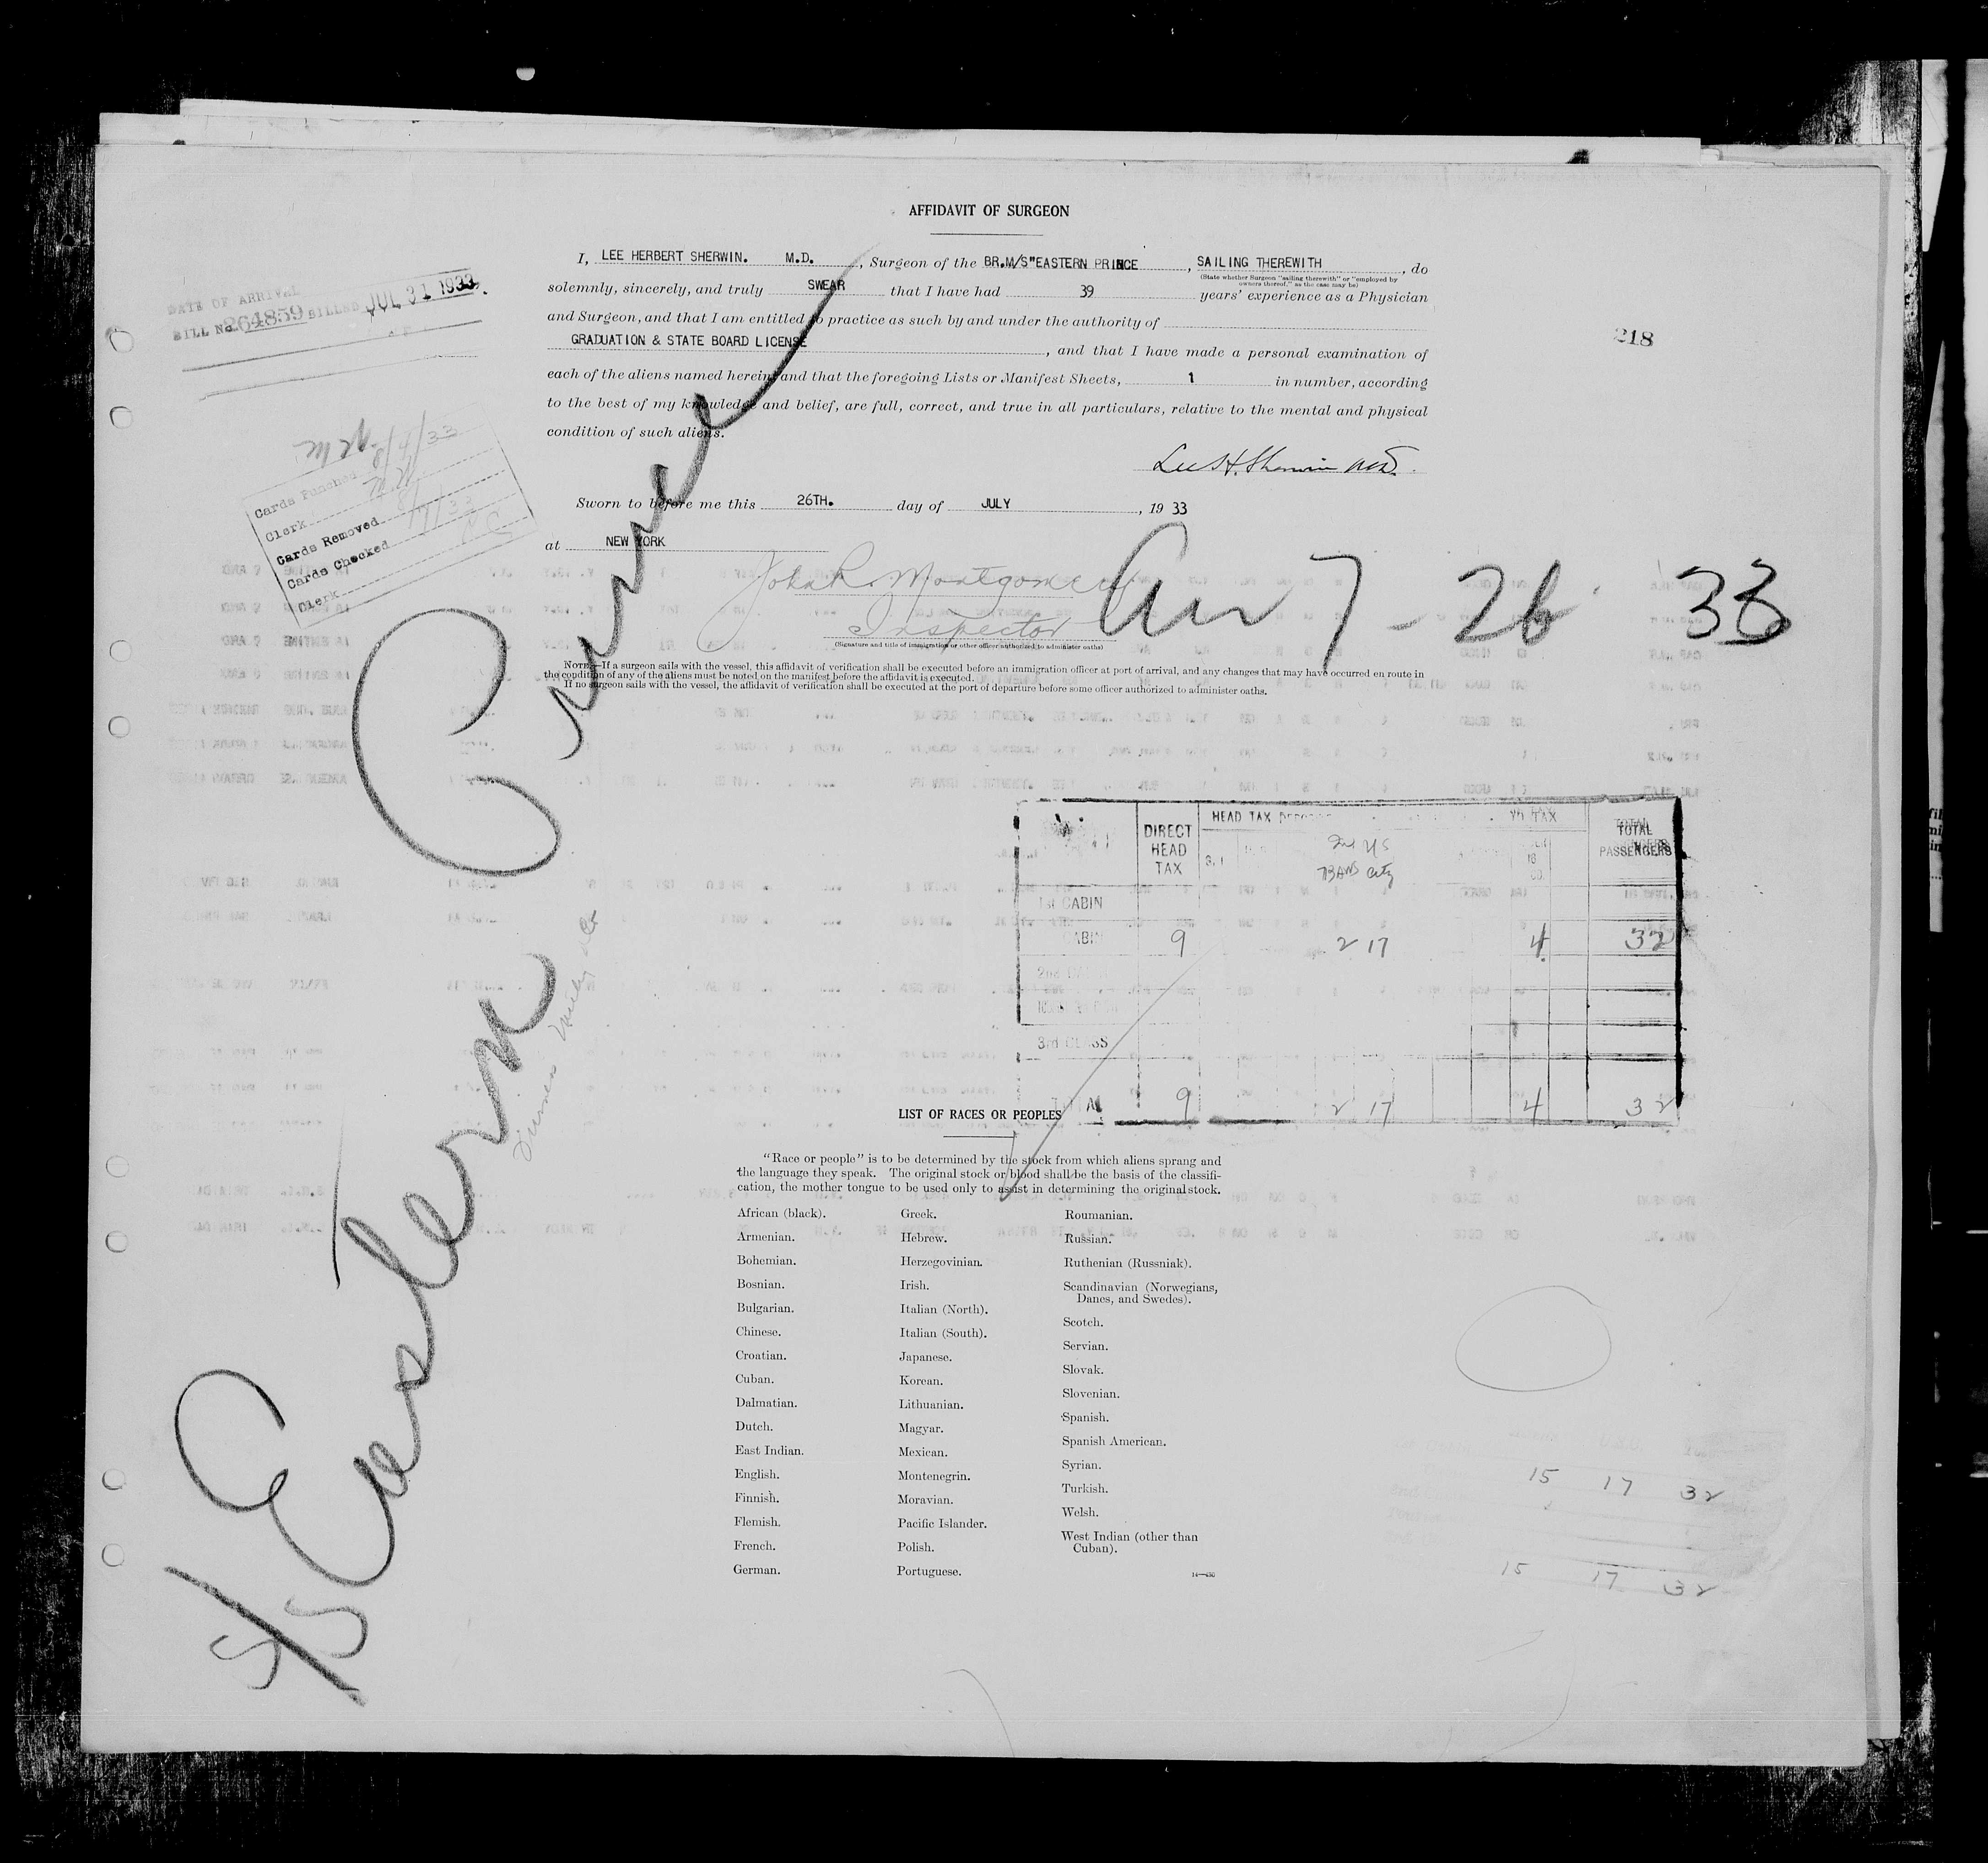 AFFIDAVIT OF SURGEON
I, LEE HERBERT SHERWIN. M.D. , Surgeon of the BR.M/S"EASTERN PRINCE , SAILING THEREWITH , do
(State whether Surgeon "sailing therewith" or "employed by
owners thereof," as the case may be)
solemnly, sincerely, and truly SWEAR that I have had 39 years' experience as a Physician
and Surgeon, and that I am entitled to practice as such by and under the authority of
GRADUATION & STATE BOARD LICENSE , and that I have made a personal examination of
each of the aliens named herein, and that the foregoing Lists or Manifest Sheets, 1 in number, according
to the best of my knowledge and belief, are full, correct, and true in all particulars, relative to the mental and physical
condition of such aliens.
Lee H. Sherwin M.D.
Sworn to before me this 26TH. day of JULY , 19 33
at NEW YORK
John R. Montgomery
Inspector
(Signature and title of immigration or other officer authorized to administer oaths)
NOTE.—If a surgeon sails with the vessel, this affidavit of verification shall be executed before an immigration officer at port of arrival, and any changes that may have occurred en route in
the condition of any of the aliens must be noted on the manifest before the affidavit is executed.
If no surgeon sails with the vessel, the affidavit of verification shall be executed at the port of departure before some officer authorized to administer oaths.
DATE OF ARRIVAL
BILL No. 264859 BILLED JUL 31 1933
218
Cards Punched 8/4/33
Clerk
Cards Removed
Cards Checked
Clerk
Arr 7-26 33
S/S Eastern Prince
DIRECT HEAD TAX
HEAD TAX
TOTAL PASSENGERS
1st CABIN
CABIN 9 2 17 4 32
3rd CLASS
TOTAL 9 2 17 4 32
LIST OF RACES OR PEOPLES
"Race or people" is to be determined by the stock from which aliens sprang and
the language they speak. The original stock or blood shall be the basis of the classifi-
cation, the mother tongue to be used only to assist in determining the original stock.
African (black).
Armenian.
Bohemian.
Bosnian.
Bulgarian.
Chinese.
Croatian.
Cuban.
Dalmatian.
Dutch.
East Indian.
English.
Finnish.
Flemish.
French.
German.
Greek.
Hebrew.
Herzegovinian.
Irish.
Italian (North).
Italian (South).
Japanese.
Korean.
Lithuanian.
Magyar.
Mexican.
Montenegrin.
Moravian.
Pacific Islander.
Polish.
Portuguese.
Roumanian.
Russian.
Ruthenian (Russniak).
Scandinavian (Norwegians,
Danes, and Swedes).
Scotch.
Servian.
Slovak.
Slovenian.
Spanish.
Spanish American.
Syrian.
Turkish.
Welsh.
West Indian (other than
Cuban).
15 17 32
15 17 32